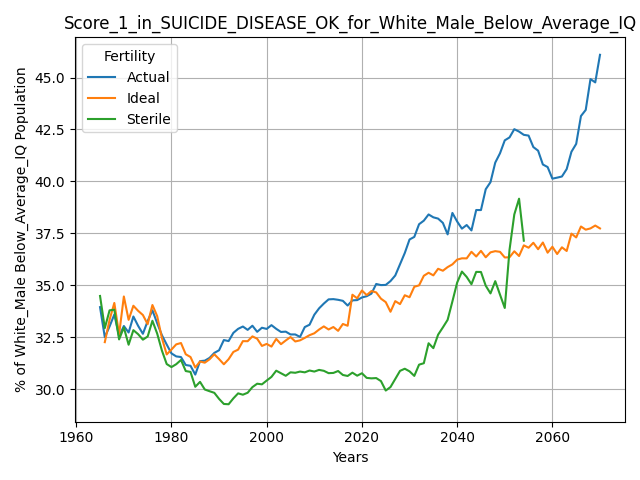 Score_1_in_SUICIDE_DISEASE_OK_for_White_Male_Below_Average_IQ
Fertility
Actual
Ideal
Sterile
% of White_Male Below_Average_IQ Population
45.0
42.5
40.0
37.5
35.0
32.5
30.0
1960
1980
2000
2020
2040
2060
Years